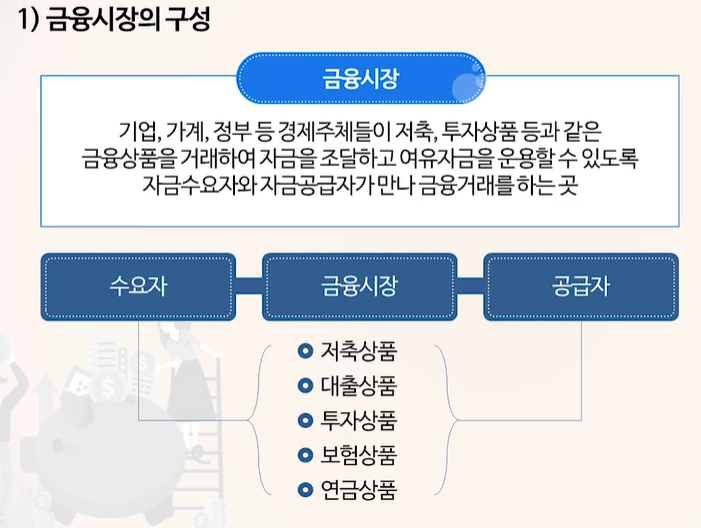 1) 금융시장의 구성
금융시장
기업, 가계, 정부 등 경제주체들이 저축, 투자상품 등과 같은
금융상품을 거래하여 자금을 조달하고 여유자금을 운용할 수 있도록
자금수요자와 자금공급자가 만나 금융거래를 하는 곳
수요자
금융시장
공급자
저축상품
대출상품
투자상품
보험상품
연금상품